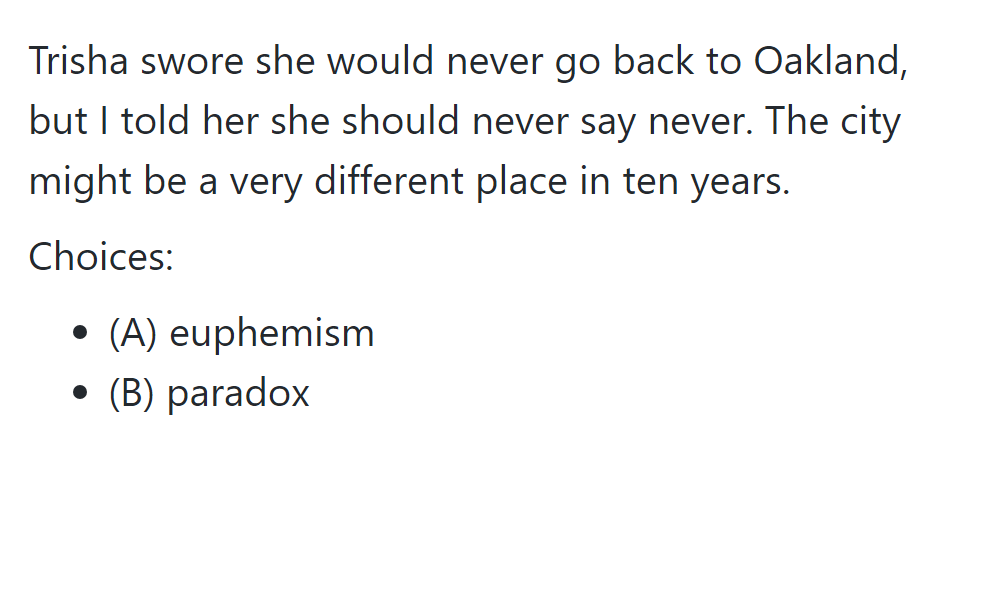 Trisha swore she would never go back to Oakland,
but I told her she should never say never. The city
might be a very different place in ten years.
Choices:
• (A) euphemism
• (B) paradox